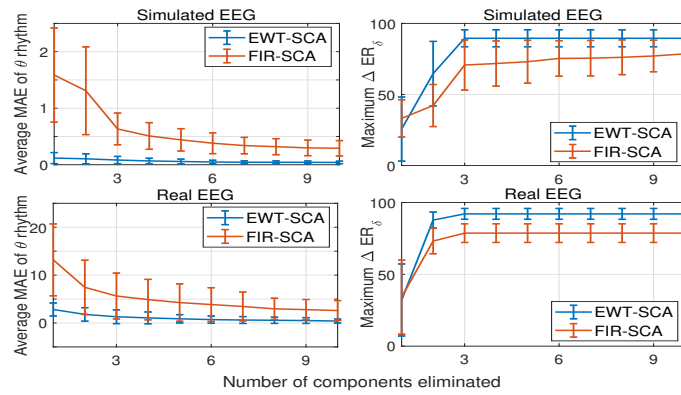 Simulated EEG
Average MAE of θ rhythm
2
1
0
3
6
9
EWT-SCA
FIR-SCA
Simulated EEG
Maximum Δ ERδ
100
50
0
3
6
9
EWT-SCA
FIR-SCA
Real EEG
Average MAE of θ rhythm
20
10
0
3
6
9
EWT-SCA
FIR-SCA
Real EEG
Maximum Δ ERδ
100
50
0
3
6
9
EWT-SCA
FIR-SCA
Number of components eliminated